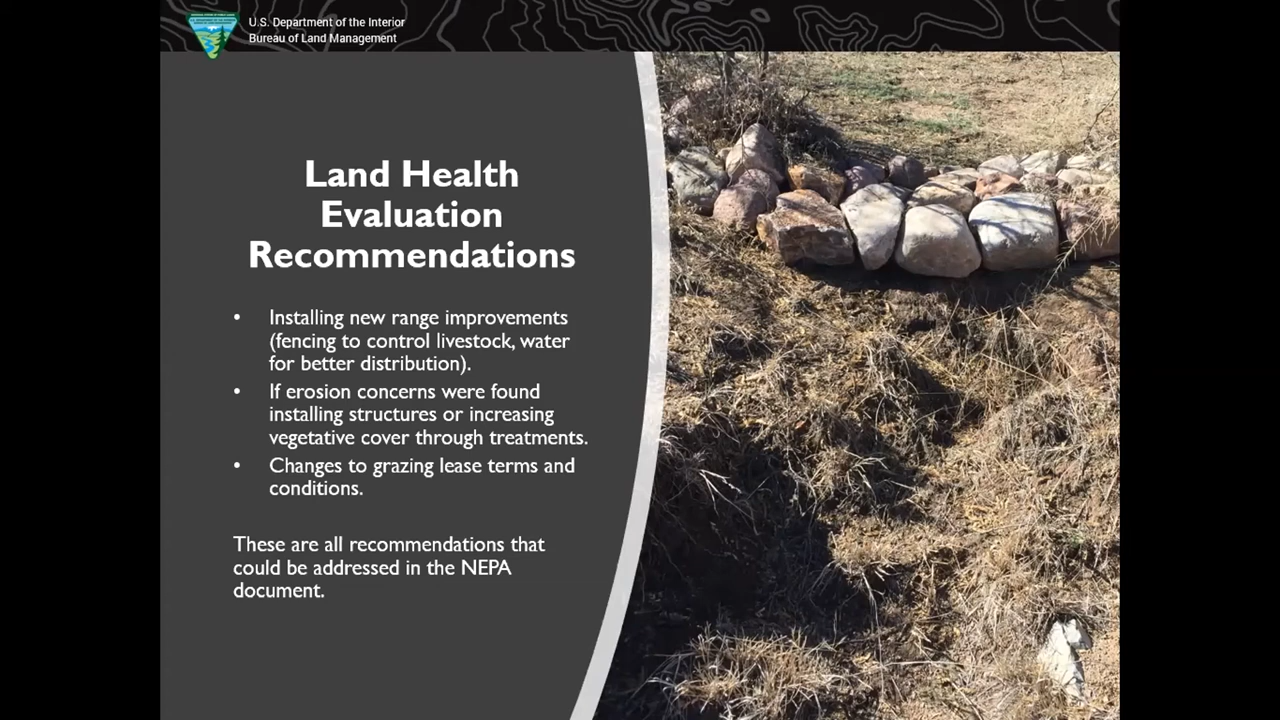 U.S. Department of the Interior
Bureau of Land Management
Land Health
Evaluation
Recommendations
• Installing new range improvements
(fencing to control livestock, water
for better distribution).
• If erosion concerns were found
installing structures or increasing
vegetative cover through treatments.
• Changes to grazing lease terms and
conditions.
These are all recommendations that
could be addressed in the NEPA
document.